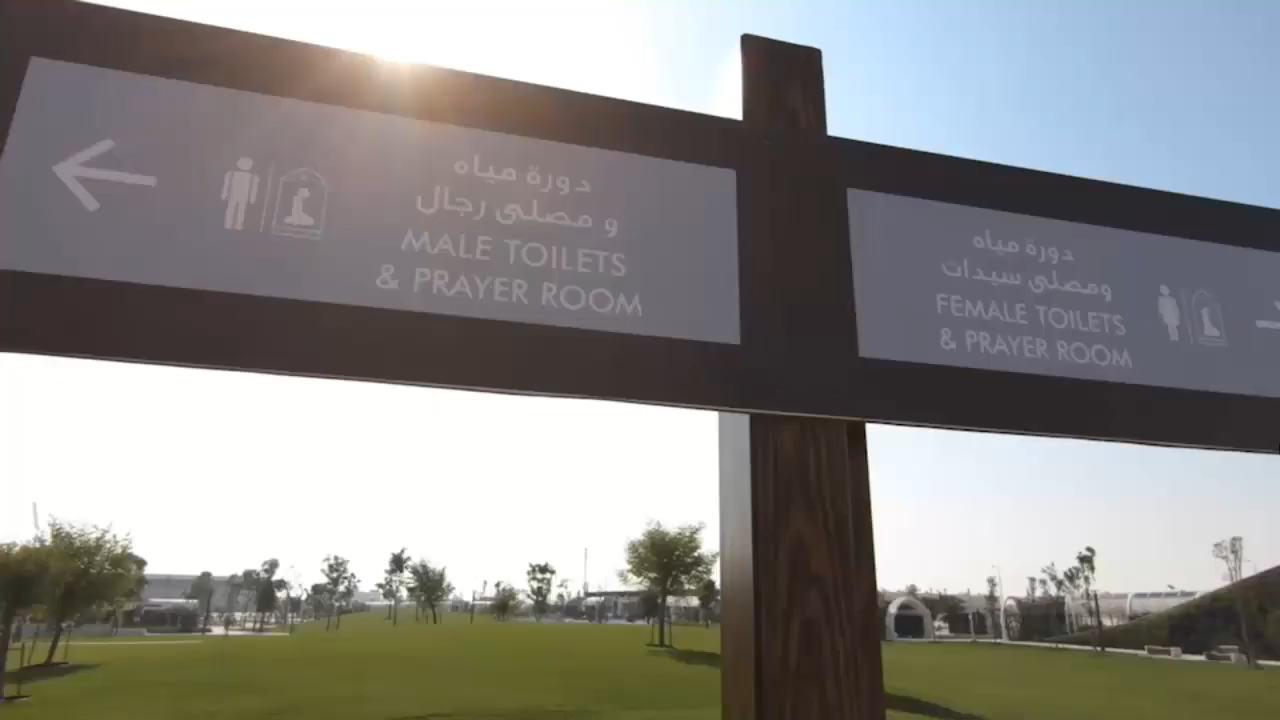 دورة مياه
و مصلى رجال
MALE TOILETS
& PRAYER ROOM
دورة مياه
ومصلى سيدات
FEMALE TOILETS
& PRAYER ROOM